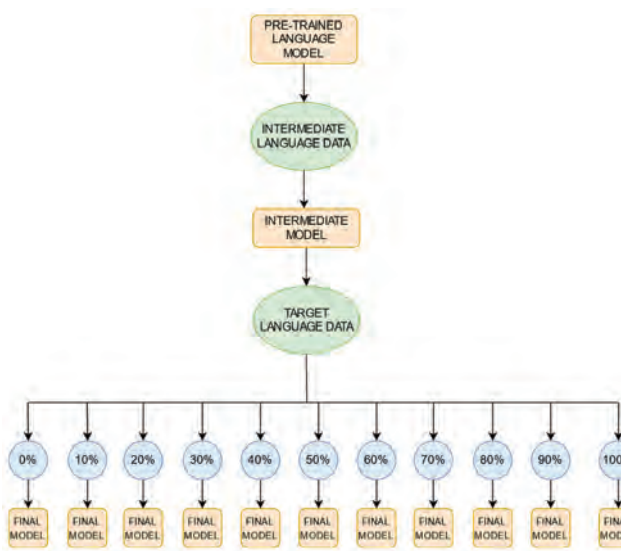 PRE-TRAINED
LANGUAGE
MODEL
INTERMEDIATE
LANGUAGE DATA
INTERMEDIATE
MODEL
TARGET
LANGUAGE DATA
0% 10% 20% 30% 40% 50% 60% 70% 80% 90% 100
FINAL FINAL FINAL FINAL FINAL FINAL FINAL FINAL FINAL FINAL FINAL
MODEL MODEL MODEL MODEL MODEL MODEL MODEL MODEL MODEL MODEL